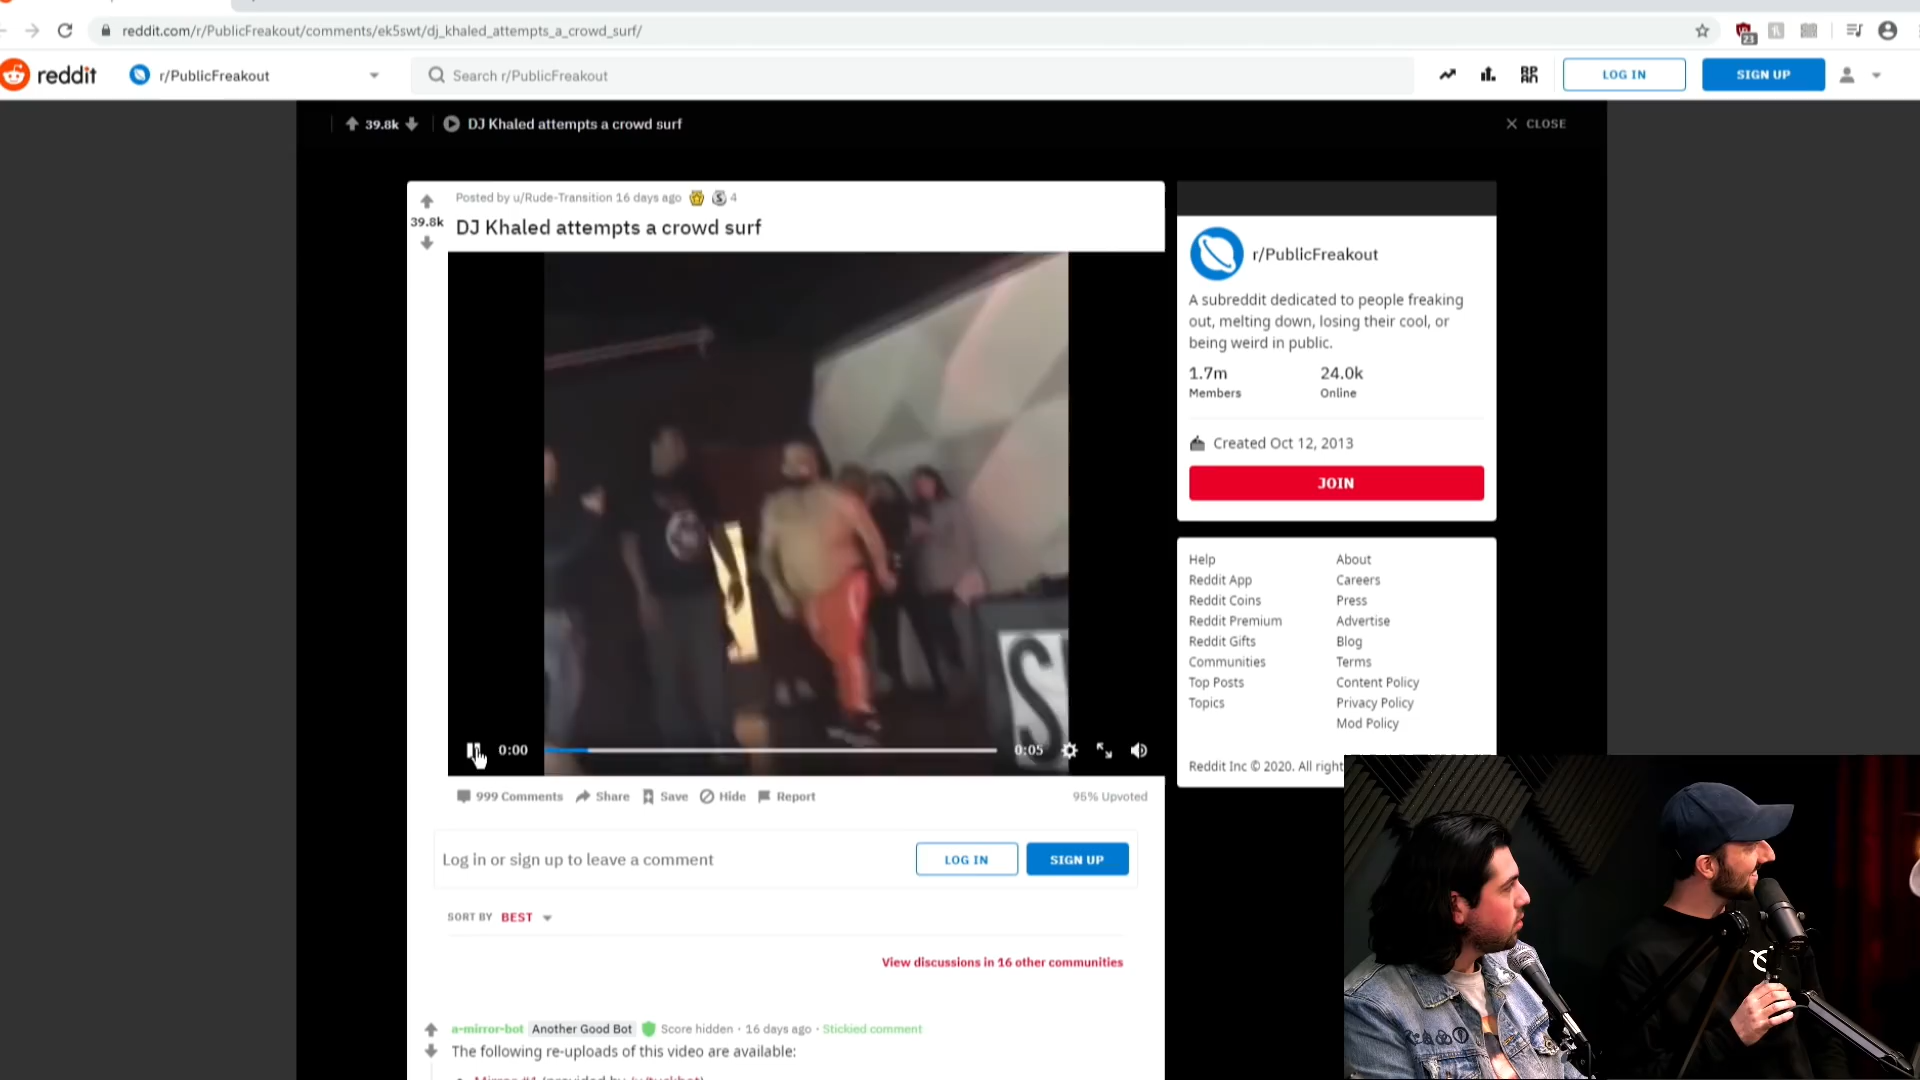 reddit.com/r/PublicFreakout/comments/ek5swt/dj_khaled_attempts_a_crowd_surf/
23
reddit
r/PublicFreakout
Search r/PublicFreakout
LOG IN
SIGN UP
39.8k
DJ Khaled attempts a crowd surf
CLOSE
Posted by u/Rude-Transition 16 days ago
4
39.8k
DJ Khaled attempts a crowd surf
0:00
0:05
999 Comments
Share
Save
Hide
Report
95% Upvoted
Log in or sign up to leave a comment
LOG IN
SIGN UP
SORT BY BEST
View discussions in 16 other communities
a-mirror-bot Another Good Bot Score hidden · 16 days ago · Stickied comment
The following re-uploads of this video are available:
r/PublicFreakout
A subreddit dedicated to people freaking
out, melting down, losing their cool, or
being weird in public.
1.7m
Members
24.0k
Online
Created Oct 12, 2013
JOIN
Help
Reddit App
Reddit Coins
Reddit Premium
Reddit Gifts
Communities
Top Posts
Topics
About
Careers
Press
Advertise
Blog
Terms
Content Policy
Privacy Policy
Mod Policy
Reddit Inc © 2020. All right